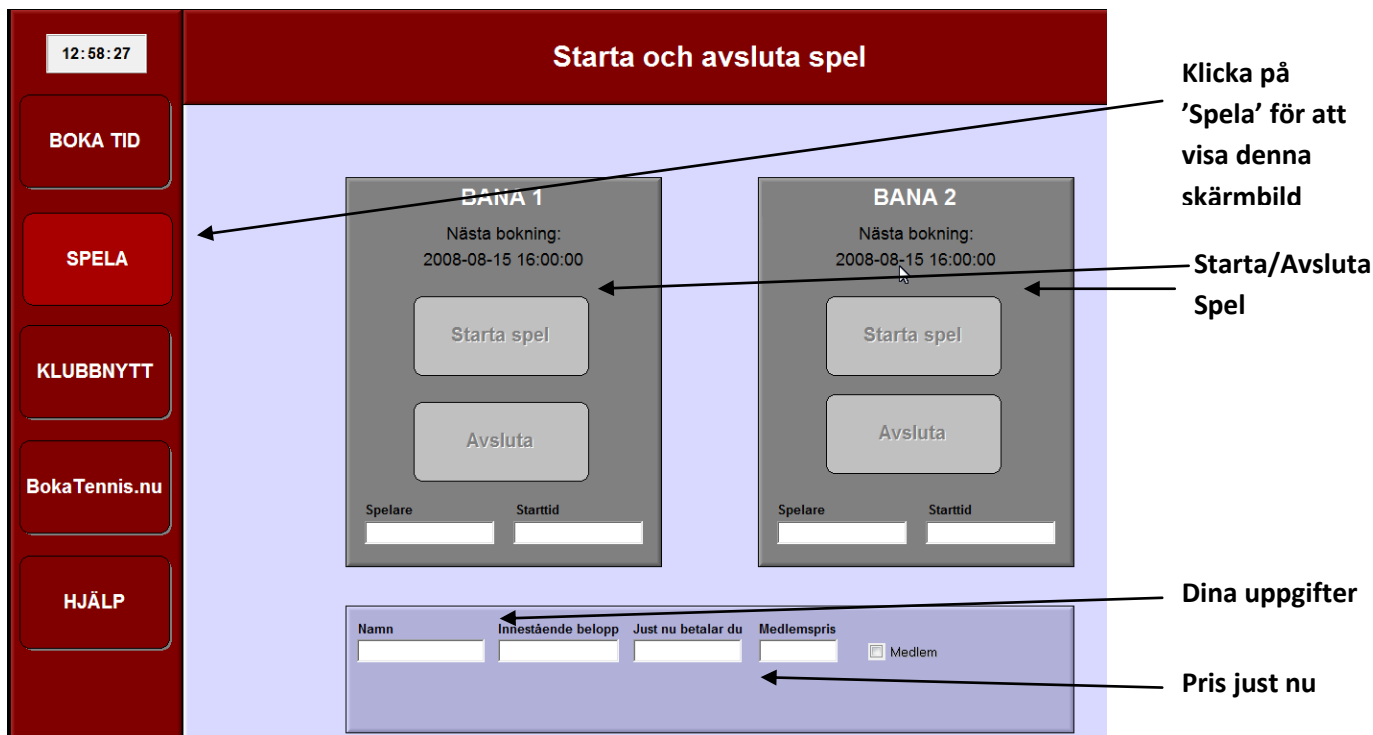 12:58:27
Starta och avsluta spel
BOKA TID
SPELA
KLUBBNYTT
BokaTennis.nu
HJÄLP
BANA 1
Nästa bokning:
2008-08-15 16:00:00
Starta spel
Avsluta
Spelare Starttid
BANA 2
Nästa bokning:
2008-08-15 16:00:00
Starta spel
Avsluta
Spelare Starttid
Namn Innestående belopp Just nu betalar du Medlemspris
Medlem
Klicka på
’Spela’ för att
visa denna
skärmbild
Starta/Avsluta
Spel
Dina uppgifter
Pris just nu